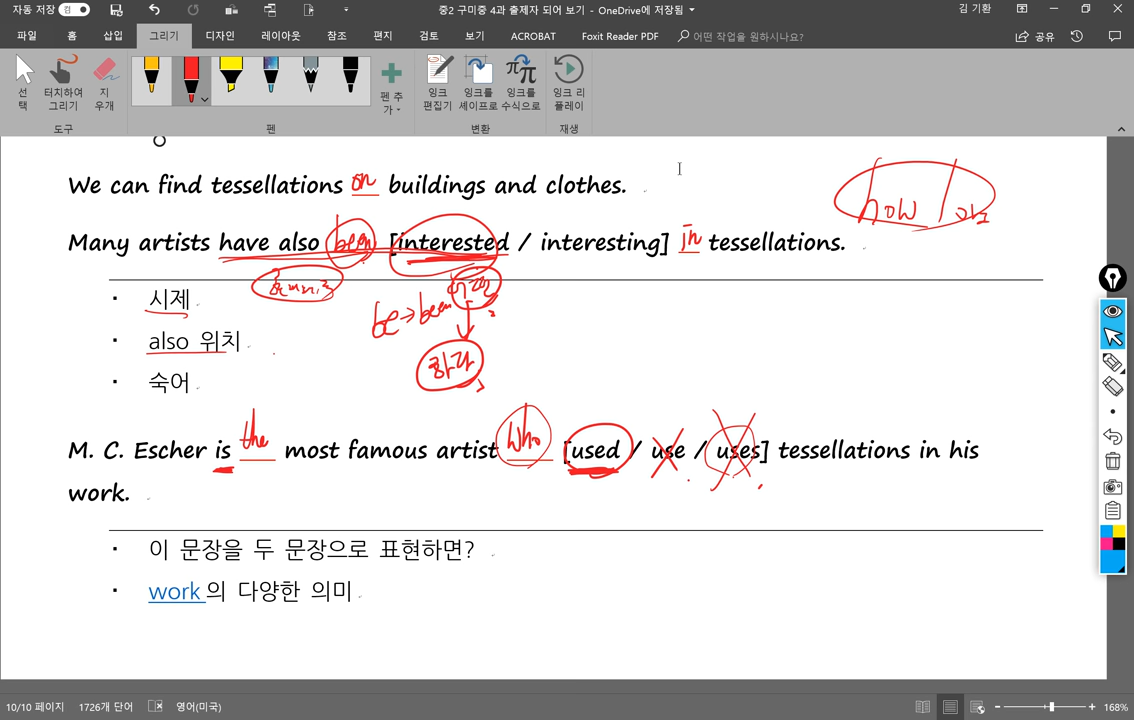 자동 저장 컴 중2 구미중 4과 출제자 되어 보기 - OneDrive에 저장됨 김 기환
파일 홈 삽입 그리기 디자인 레이아웃 참조 편지 검토 보기 ACROBAT Foxit Reader PDF 어떤 작업을 원하시나요? 공유
선택 터치하여 그리기 지우개 펜 추가 잉크 편집기 잉크를 셰이프로 잉크를 수식으로 잉크 리플레이
도구 펜 변환 재생
We can find tessellations on buildings and clothes.
how
Many artists have also been [interested / interesting] in tessellations.
· 시제
be → been
· also 위치
· 숙어
M. C. Escher is the most famous artist who [used / use / uses] tessellations in his
work.
· 이 문장을 두 문장으로 표현하면?
· work의 다양한 의미
10/10 페이지 1726개 단어 영어(미국) 168%